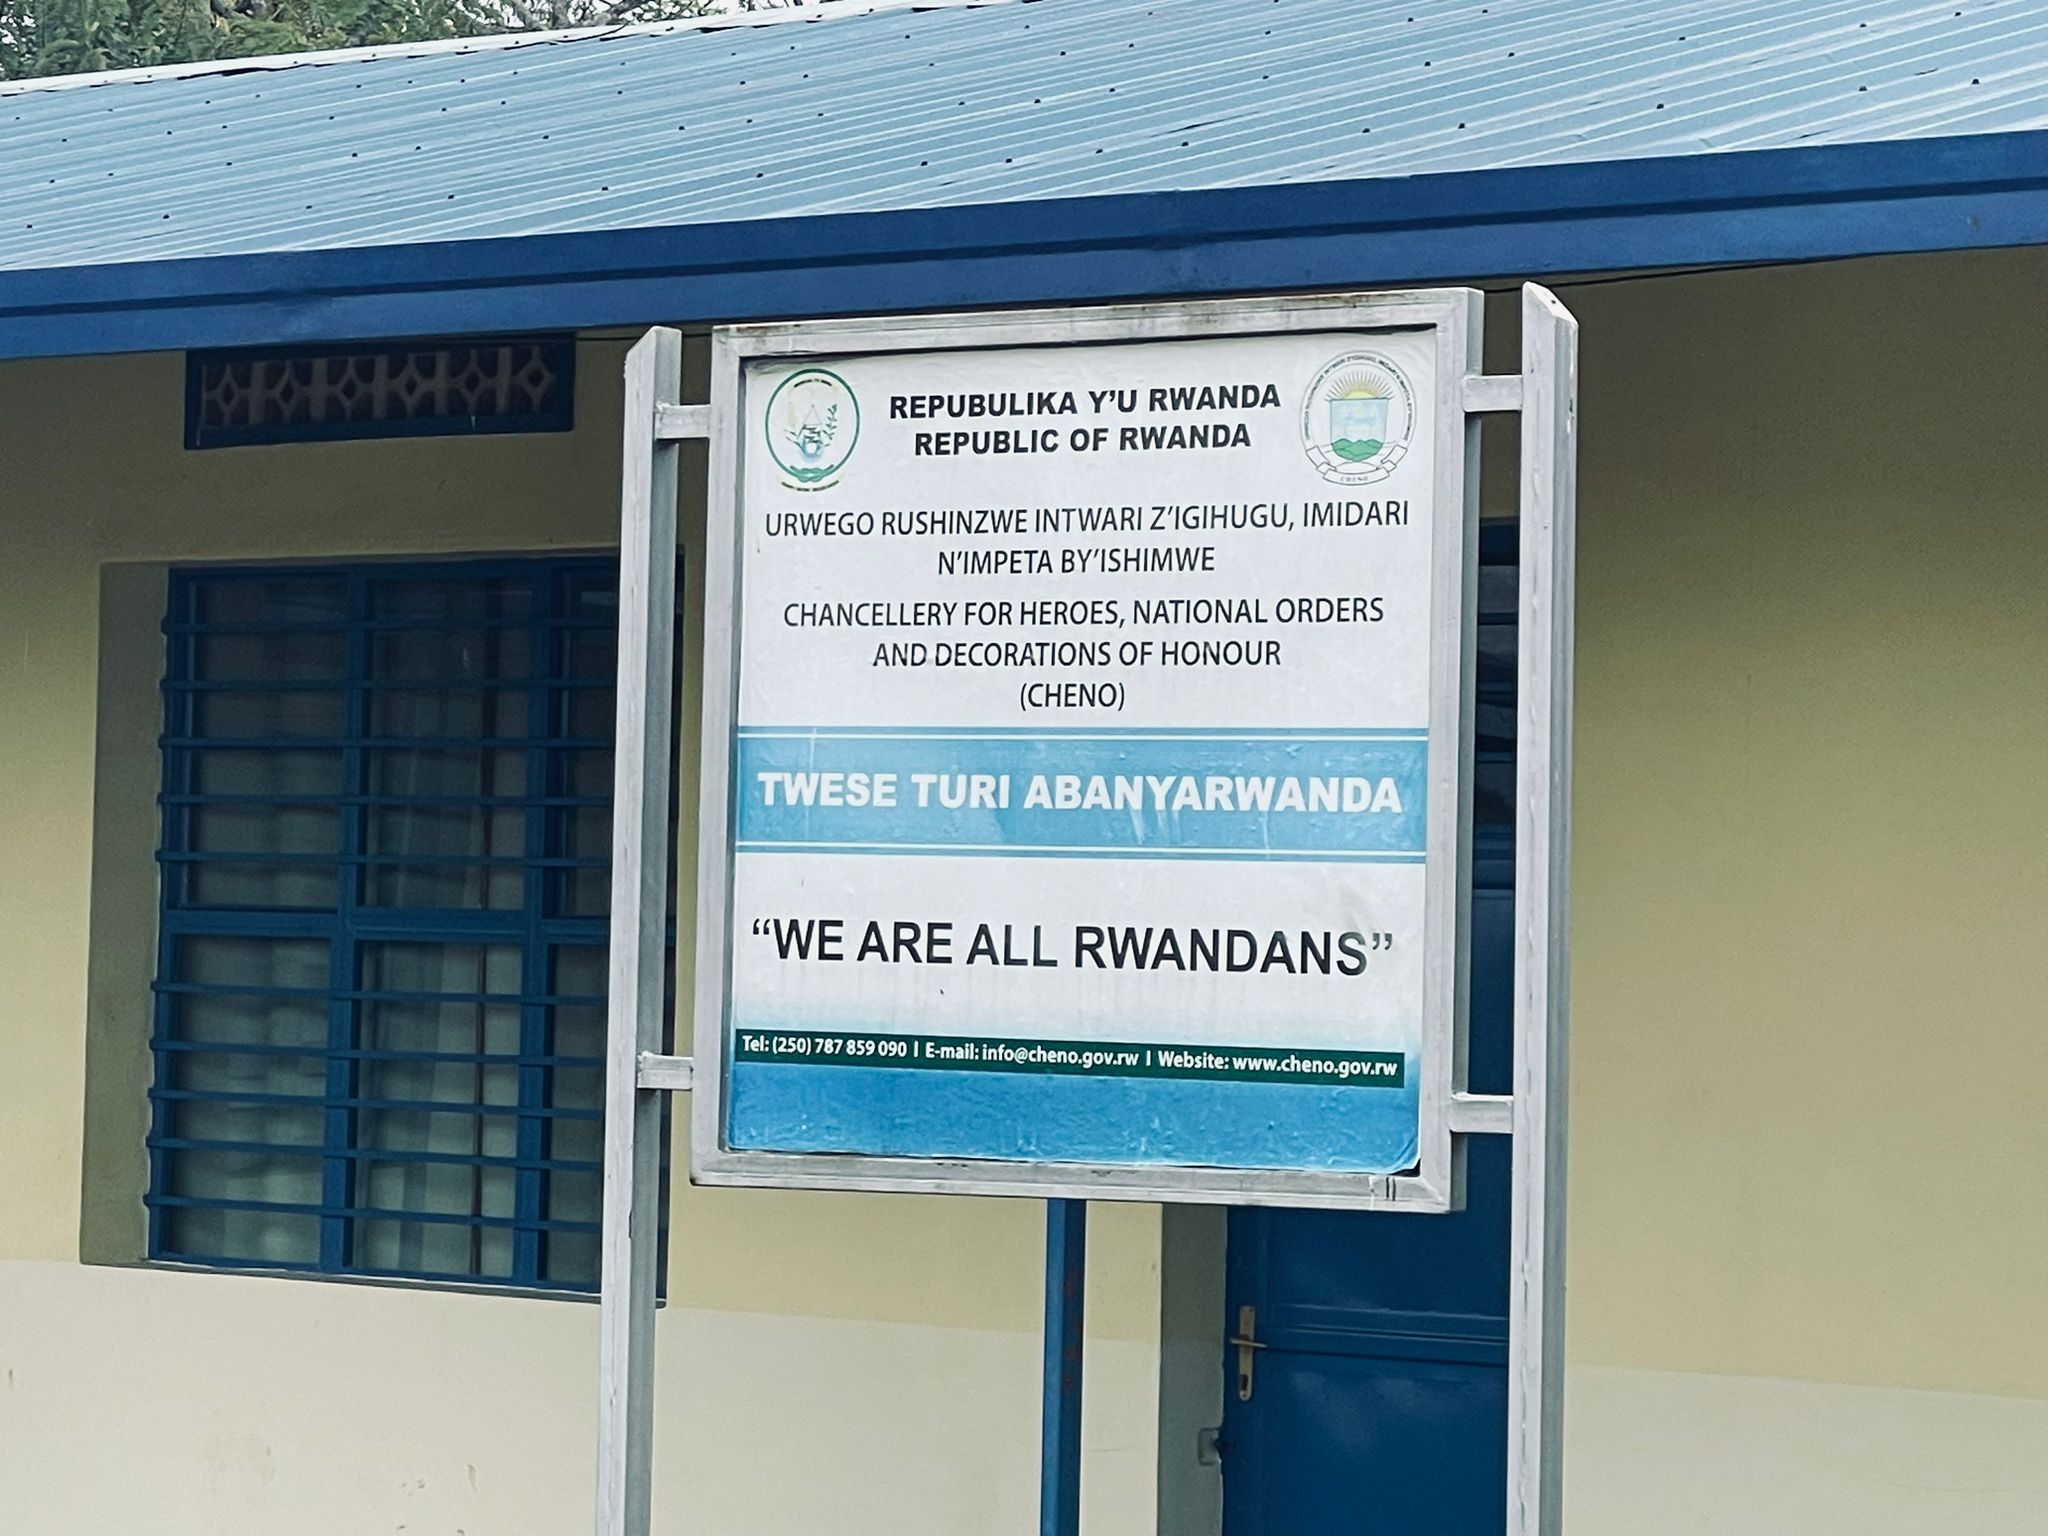 REPUBULIKA Y'U RWANDA
REPUBLIC OF RWANDA
URWEGO RUSHINZWE INTWARI Z'IGIHUGU, IMIDARI
N'IMPETA BY'ISHIMWE
CHANCELLERY FOR HEROES, NATIONAL ORDERS
AND DECORATIONS OF HONOUR
(CHENO)
TWESE TURI ABANYARWANDA
“WE ARE ALL RWANDANS”
Tel: (250) 787 859 090 | E-mail: info@cheno.gov.rw | Website: www.cheno.gov.rw
CHENO